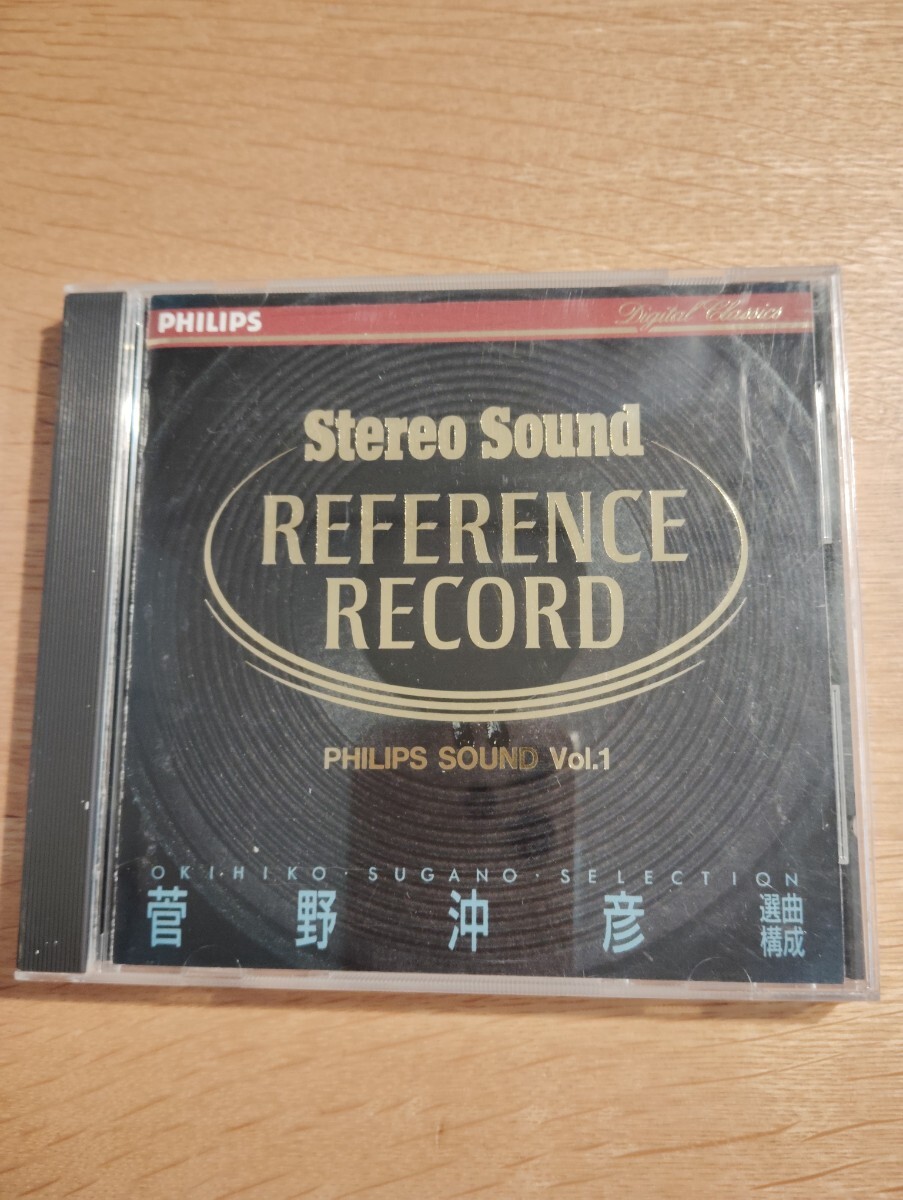 PHILIPS Digital Classics
Stereo Sound
REFERENCE
RECORD
PHILIPS SOUND Vol.1
OKIHIKO・SUGANO・SELECTION
菅野沖彦 選曲
構成